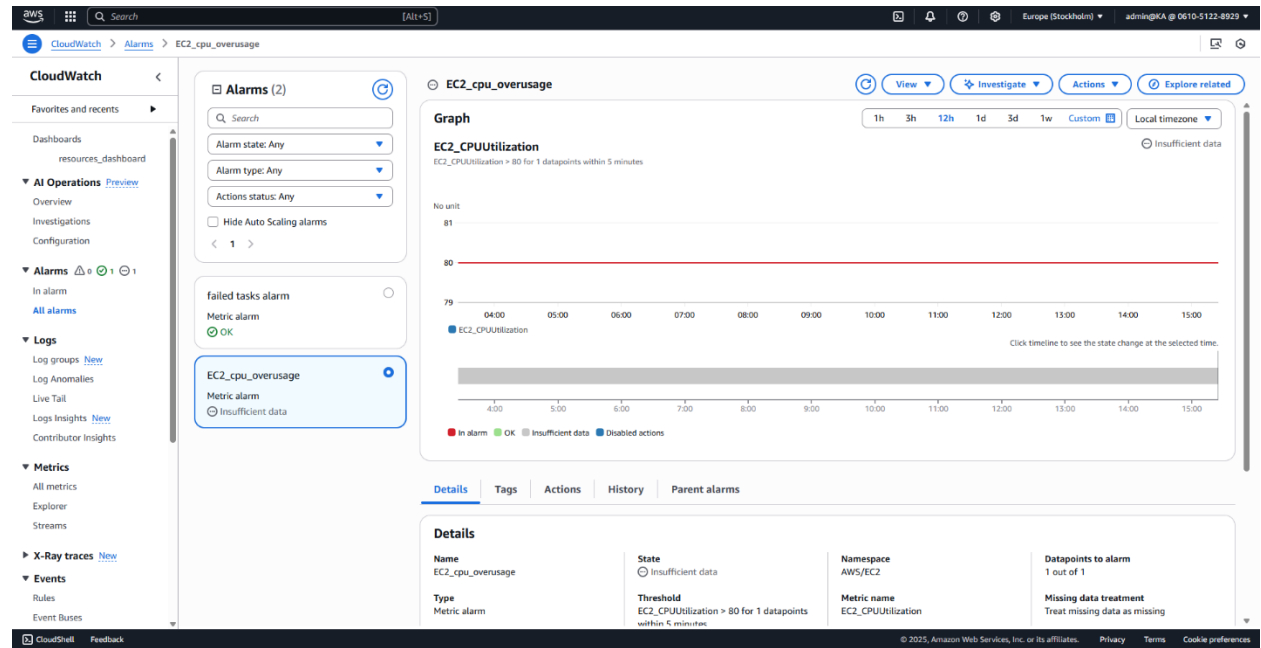 aws
Search [Alt+S]
Europe (Stockholm) ▼
admin@KA @ 0610-5122-8929 ▼
CloudWatch > Alarms > EC2_cpu_overusage
CloudWatch
Favorites and recents
Dashboards
resources_dashboard
AI Operations Preview
Overview
Investigations
Configuration
Alarms 0 1 1
In alarm
All alarms
Logs
Log groups New
Log Anomalies
Live Tail
Logs Insights New
Contributor Insights
Metrics
All metrics
Explorer
Streams
X-Ray traces New
Events
Rules
Event Buses
Alarms (2)
Search
Alarm state: Any
Alarm type: Any
Actions status: Any
Hide Auto Scaling alarms
< 1 >
failed tasks alarm
Metric alarm
OK
EC2_cpu_overusage
Metric alarm
Insufficient data
EC2_cpu_overusage
View ▼
Investigate ▼
Actions ▼
Explore related
Graph
1h 3h 12h 1d 3d 1w Custom
Local timezone ▼
EC2_CPUUtilization
Insufficient data
EC2_CPUUtilization > 80 for 1 datapoints within 5 minutes
No unit
81
80
79
04:00 05:00 06:00 07:00 08:00 09:00 10:00 11:00 12:00 13:00 14:00 15:00
EC2_CPUUtilization
Click timeline to see the state change at the selected time.
4:00 5:00 6:00 7:00 8:00 9:00 10:00 11:00 12:00 13:00 14:00 15:00
In alarm OK Insufficient data Disabled actions
Details Tags Actions History Parent alarms
Details
Name
EC2_cpu_overusage
State
Insufficient data
Namespace
AWS/EC2
Datapoints to alarm
1 out of 1
Type
Metric alarm
Threshold
EC2_CPUUtilization > 80 for 1 datapoints
within 5 minutes
Metric name
EC2_CPUUtilization
Missing data treatment
Treat missing data as missing
CloudShell Feedback
© 2025, Amazon Web Services, Inc. or its affiliates. Privacy Terms Cookie preferences